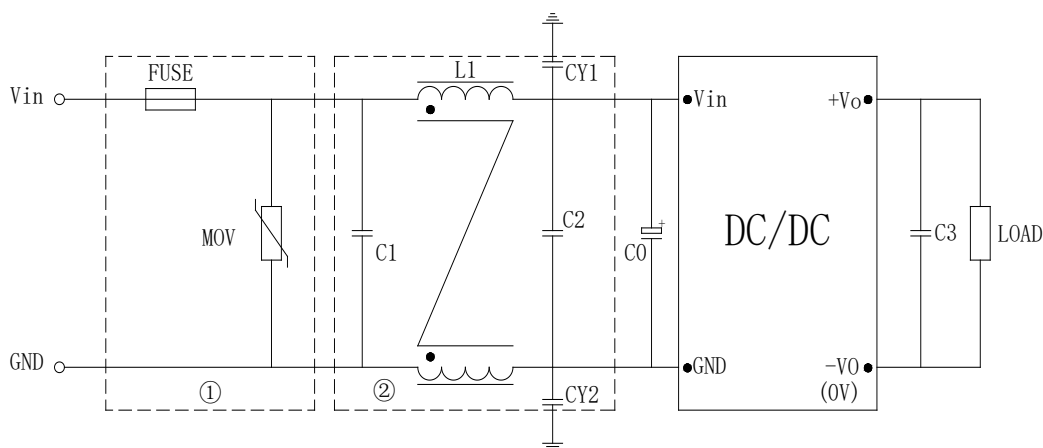 FUSE
L1
CY1
Vin
Vin
+Vo
MOV
C1
C2
+
C0
DC/DC
C3
LOAD
GND
GND
-VO
(0V)
①
②
CY2